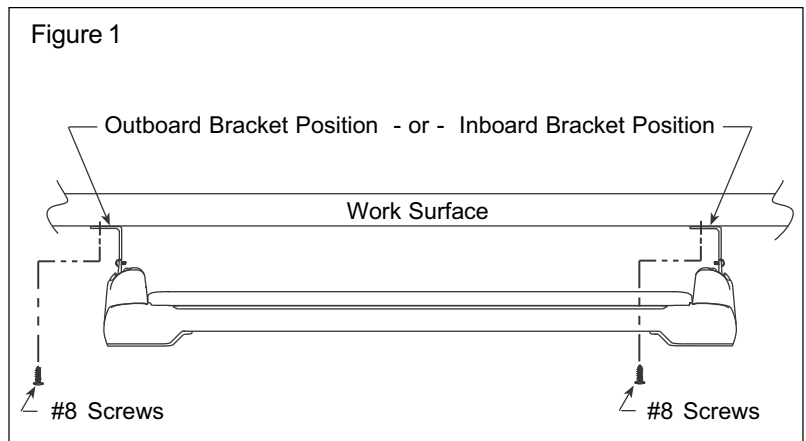 Figure 1
Outboard Bracket Position - or - Inboard Bracket Position
Work Surface
#8 Screws
#8 Screws